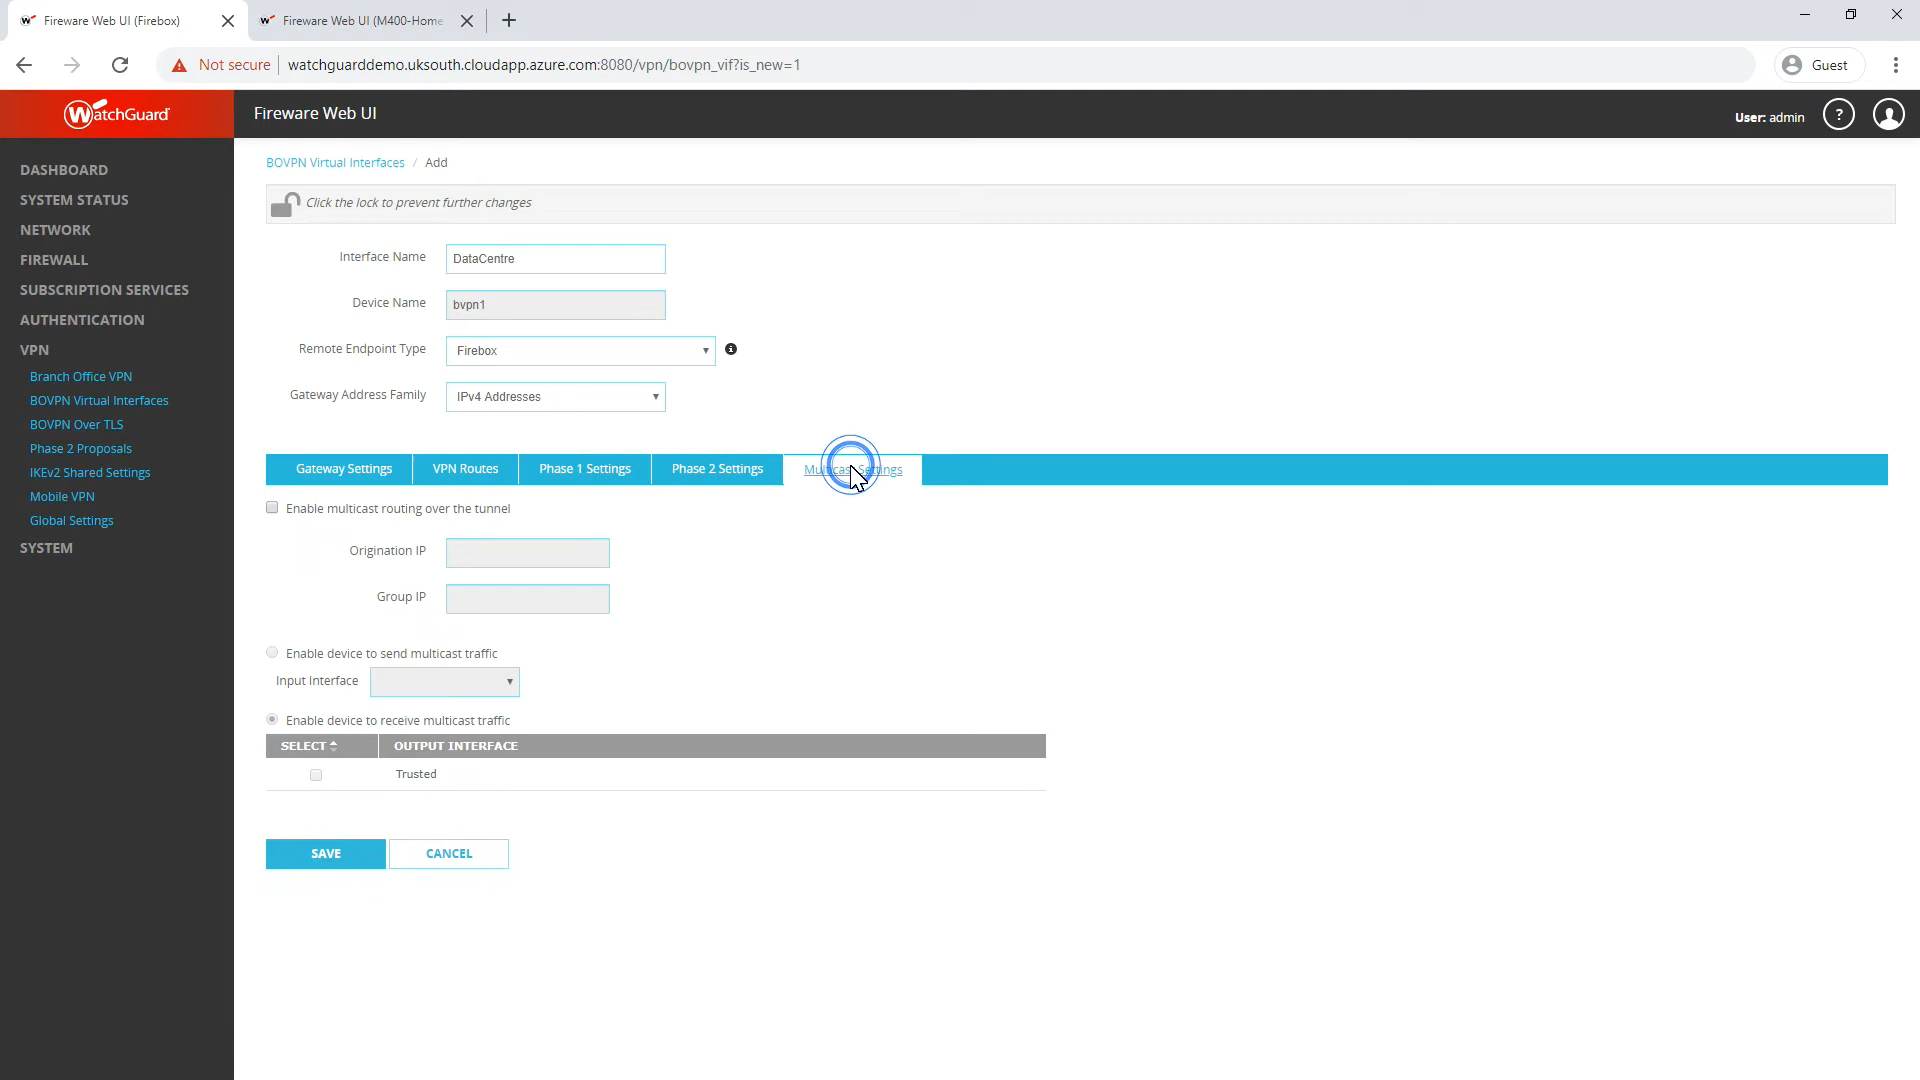 Fireware Web UI (Firebox)
Fireware Web UI (M400-Home
Not secure
watchguarddemo.uksouth.cloudapp.azure.com:8080/vpn/bovpn_vif?is_new=1
Guest
WatchGuard
Fireware Web UI
User: admin
?
DASHBOARD
SYSTEM STATUS
NETWORK
FIREWALL
SUBSCRIPTION SERVICES
AUTHENTICATION
VPN
Branch Office VPN
BOVPN Virtual Interfaces
BOVPN Over TLS
Phase 2 Proposals
IKEv2 Shared Settings
Mobile VPN
Global Settings
SYSTEM
BOVPN Virtual Interfaces / Add
Click the lock to prevent further changes
Interface Name DataCentre
Device Name bvpn1
Remote Endpoint Type Firebox
Gateway Address Family IPv4 Addresses
Gateway Settings VPN Routes Phase 1 Settings Phase 2 Settings Multicast Settings
Enable multicast routing over the tunnel
Origination IP
Group IP
Enable device to send multicast traffic
Input Interface
Enable device to receive multicast traffic
SELECT OUTPUT INTERFACE
Trusted
SAVE CANCEL